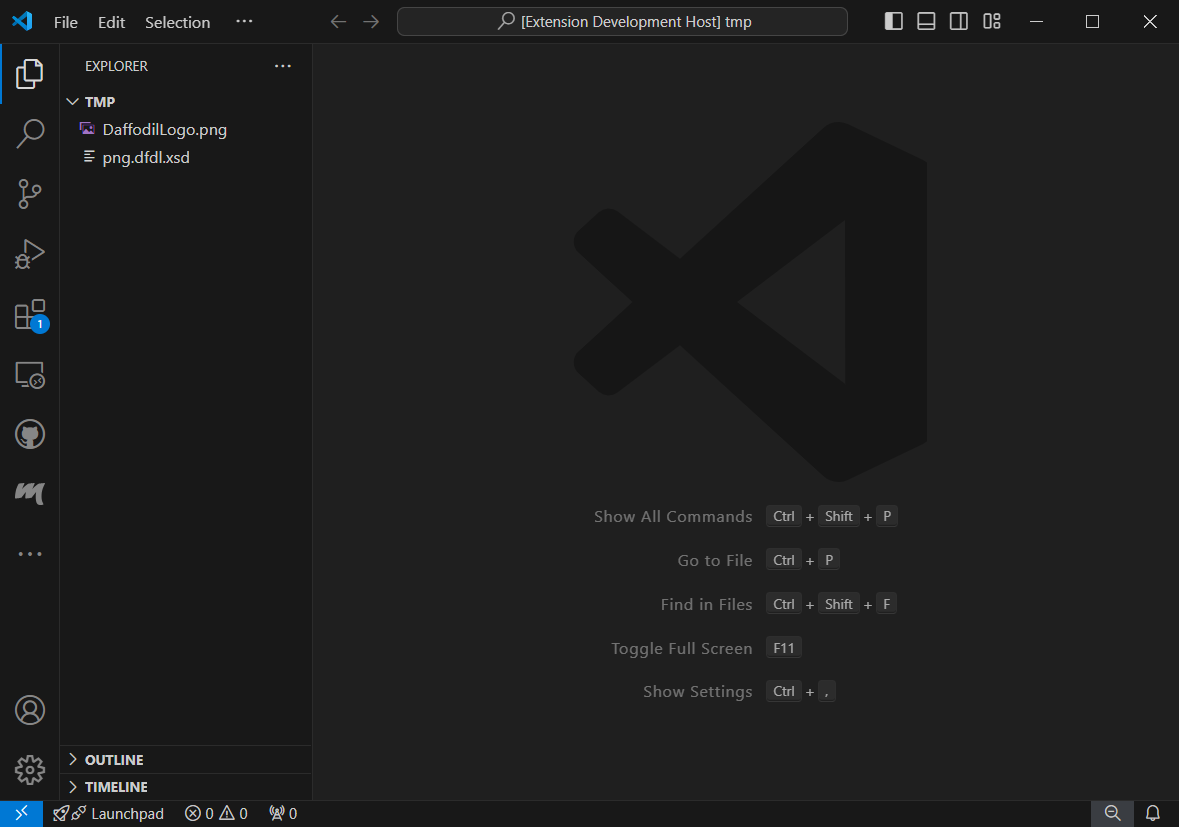 File Edit Selection ··· [Extension Development Host] tmp
EXPLORER ···
TMP
DaffodilLogo.png
png.dfdl.xsd
1
Show All Commands Ctrl + Shift + P
Go to File Ctrl + P
Find in Files Ctrl + Shift + F
Toggle Full Screen F11
Show Settings Ctrl + ,
OUTLINE
TIMELINE
Launchpad 0 0 0